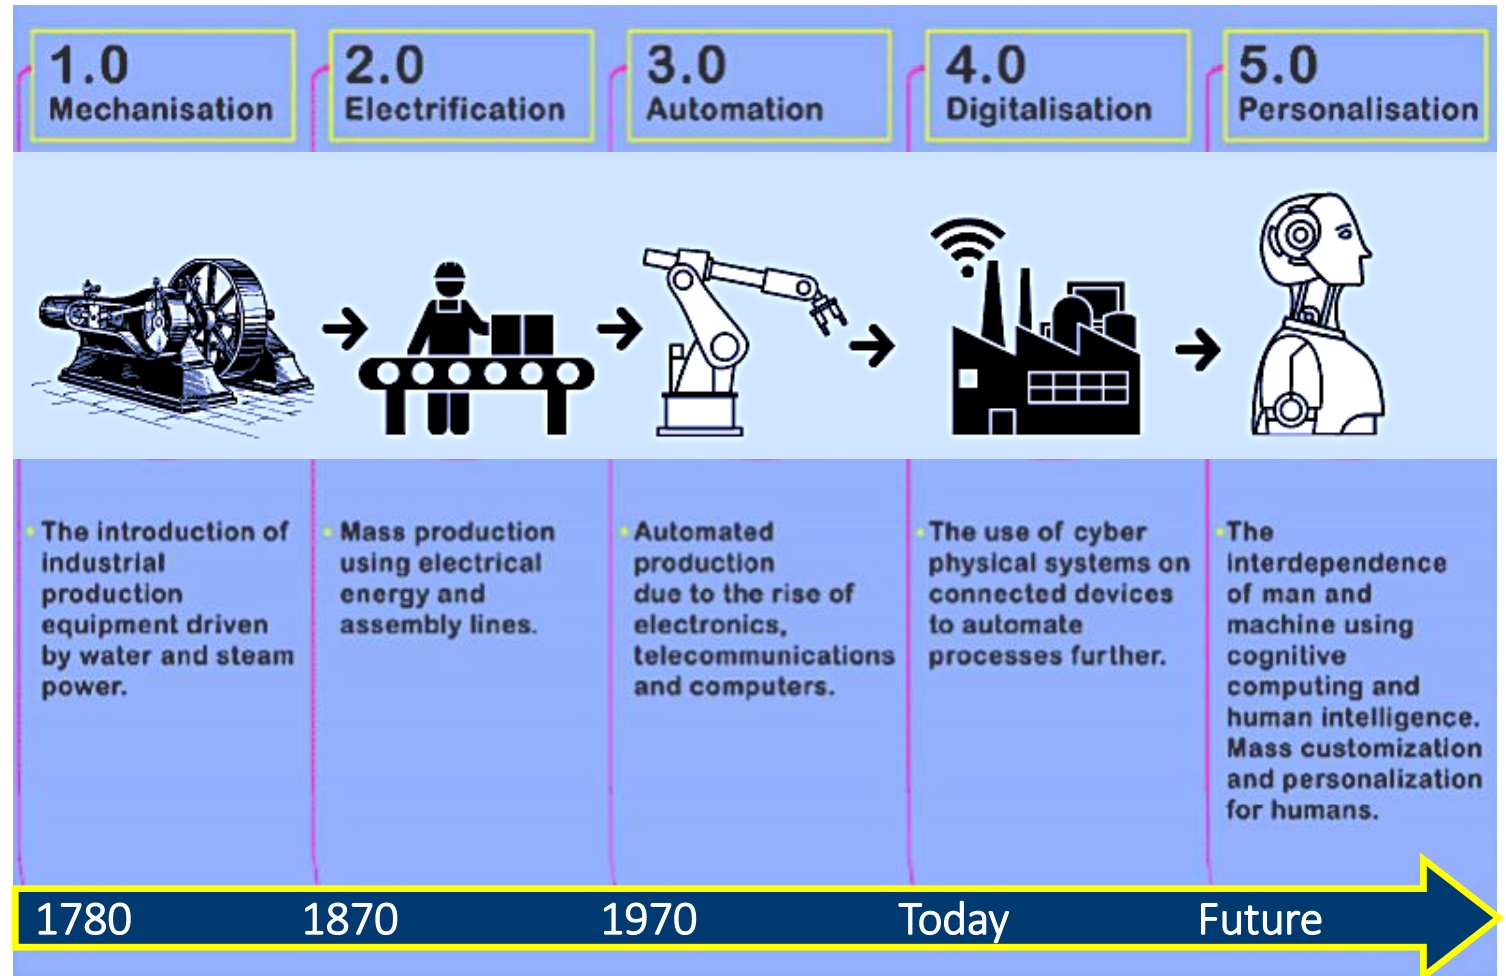 1.0
Mechanisation
2.0
Electrification
3.0
Automation
4.0
Digitalisation
5.0
Personalisation
The introduction of
industrial
production
equipment driven
by water and steam
power.
Mass production
using electrical
energy and
assembly lines.
Automated
production
due to the rise of
electronics,
telecommunications
and computers.
The use of cyber
physical systems on
connected devices
to automate
processes further.
The
interdependence
of man and
machine using
cognitive
computing and
human intelligence.
Mass customization
and personalization
for humans.
1780
1870
1970
Today
Future